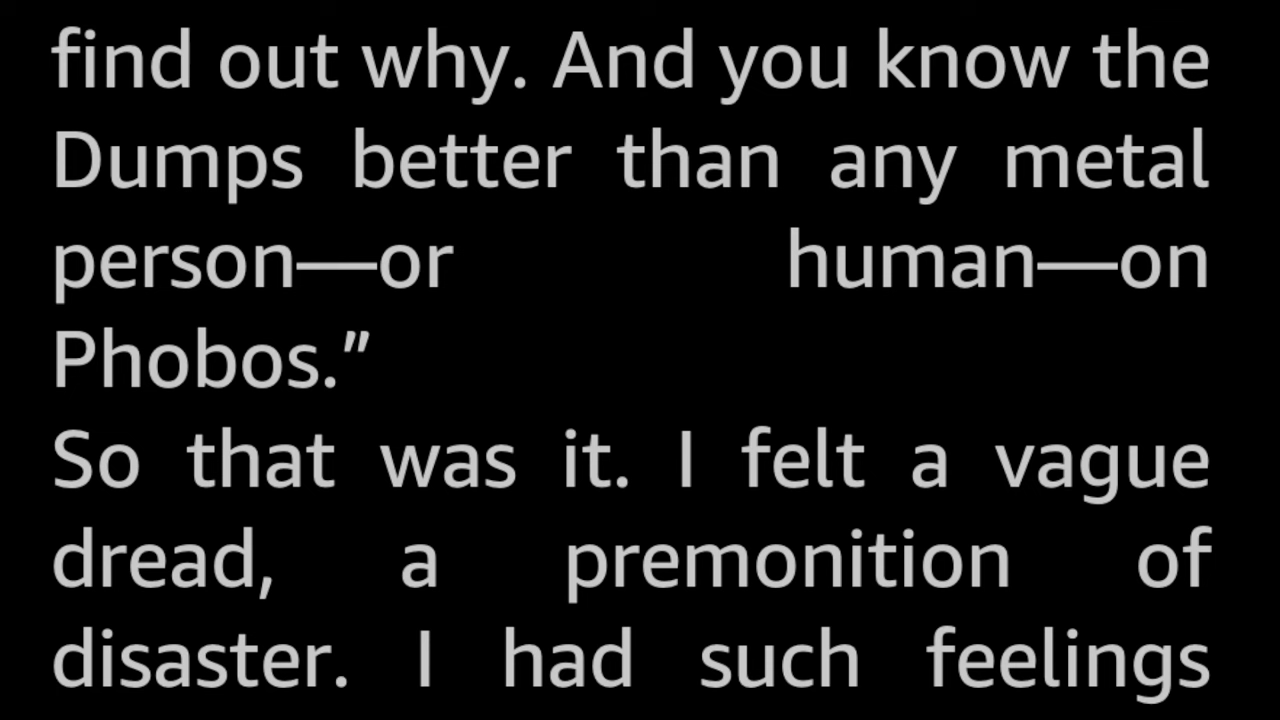 find out why. And you know the
Dumps better than any metal
person—or human—on
Phobos.”
So that was it. I felt a vague
dread, a premonition of
disaster. I had such feelings